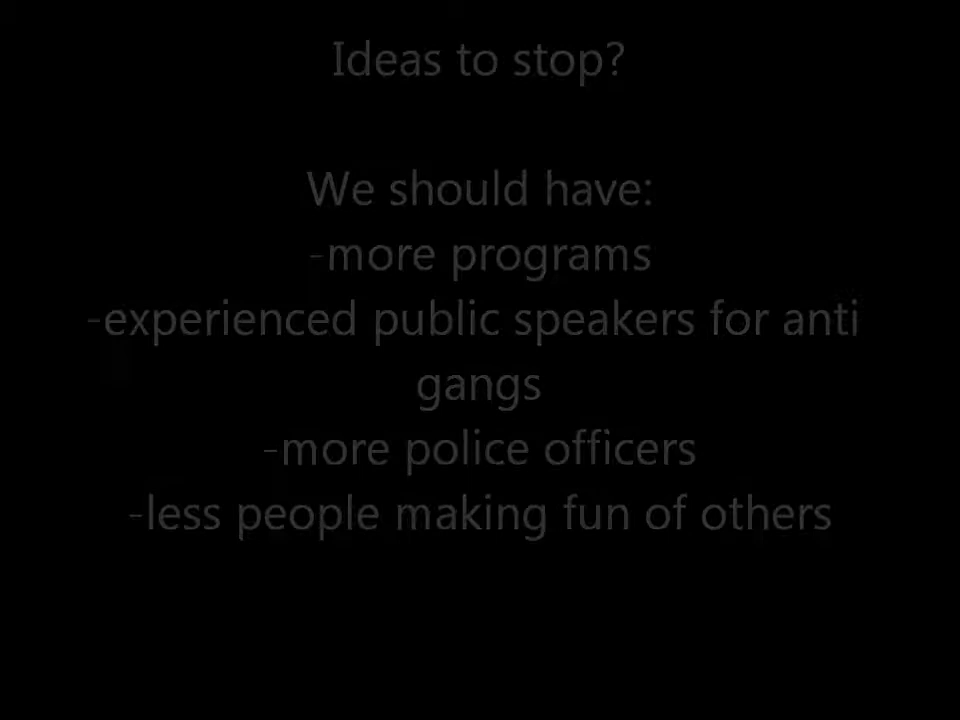 Ideas to stop?
We should have:
-more programs
-experienced public speakers for anti
gangs
-more police officers
-less people making fun of others